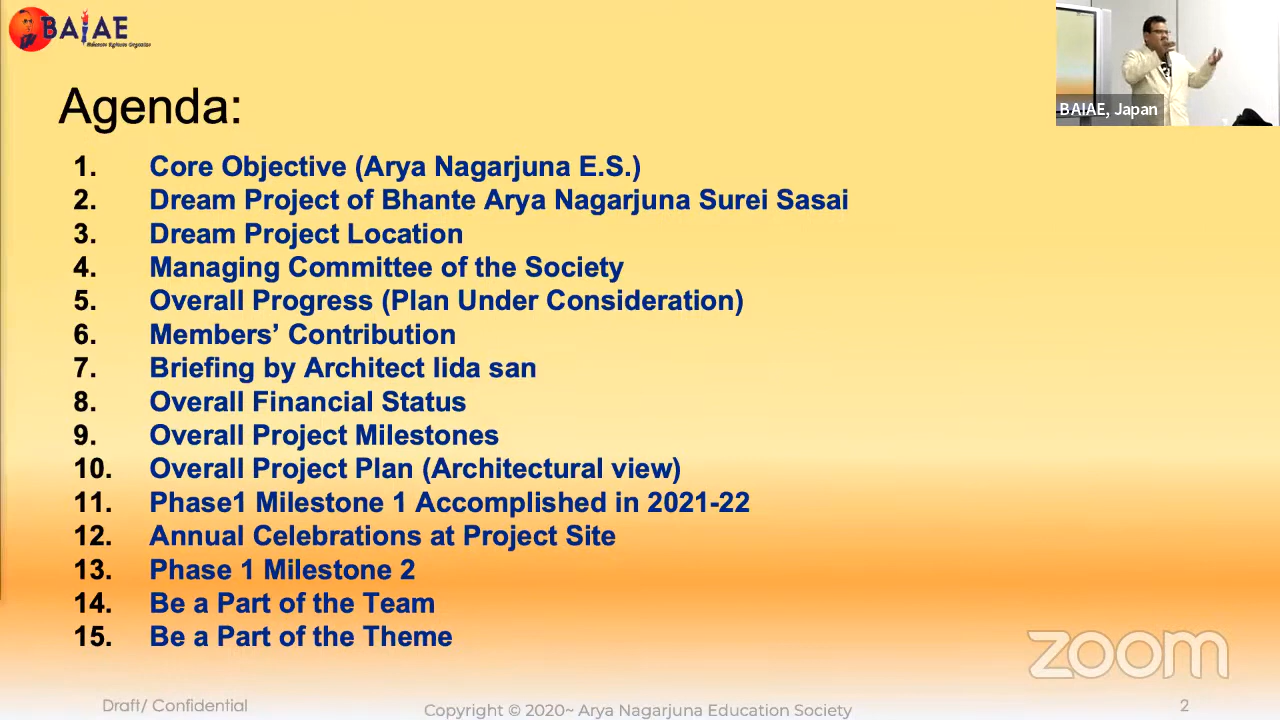 BAIAE
BAIAE, Japan
Agenda:
1. Core Objective (Arya Nagarjuna E.S.)
2. Dream Project of Bhante Arya Nagarjuna Surei Sasai
3. Dream Project Location
4. Managing Committee of the Society
5. Overall Progress (Plan Under Consideration)
6. Members’ Contribution
7. Briefing by Architect Iida san
8. Overall Financial Status
9. Overall Project Milestones
10. Overall Project Plan (Architectural view)
11. Phase1 Milestone 1 Accomplished in 2021-22
12. Annual Celebrations at Project Site
13. Phase 1 Milestone 2
14. Be a Part of the Team
15. Be a Part of the Theme
zoom
Draft/ Confidential
Copyright © 2020~ Arya Nagarjuna Education Society
2